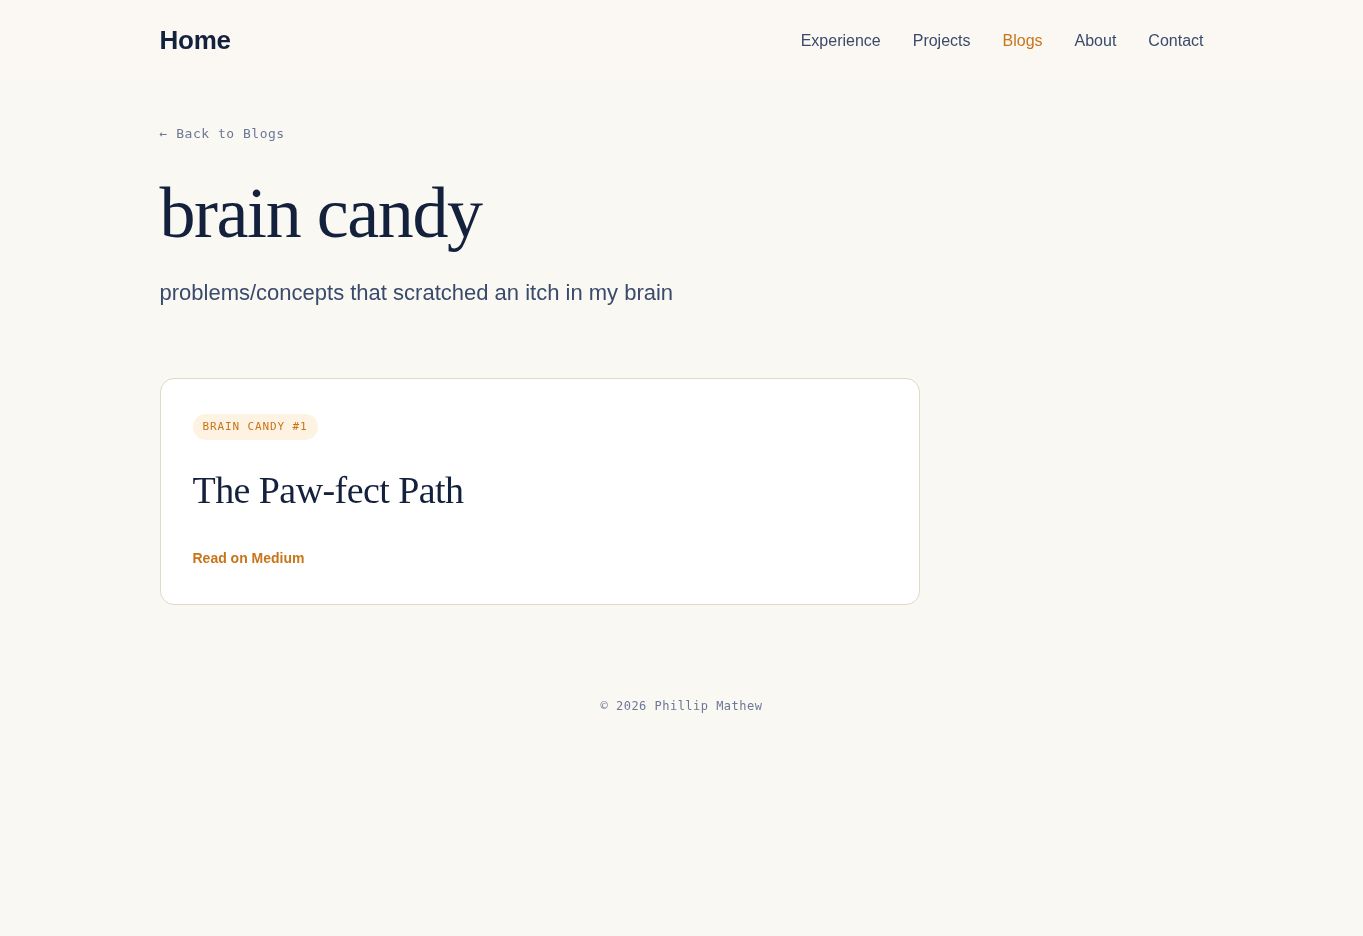 Home
Experience Projects Blogs About Contact
← Back to Blogs
brain candy
problems/concepts that scratched an itch in my brain
BRAIN CANDY #1
The Paw-fect Path
Read on Medium
© 2026 Phillip Mathew